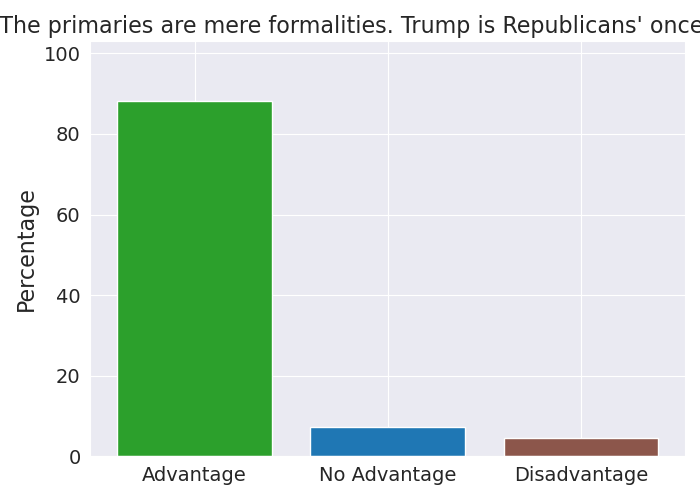 The primaries are mere formalities. Trump is Republicans' once
100
80
60
40
20
0
Percentage
Advantage
No Advantage
Disadvantage